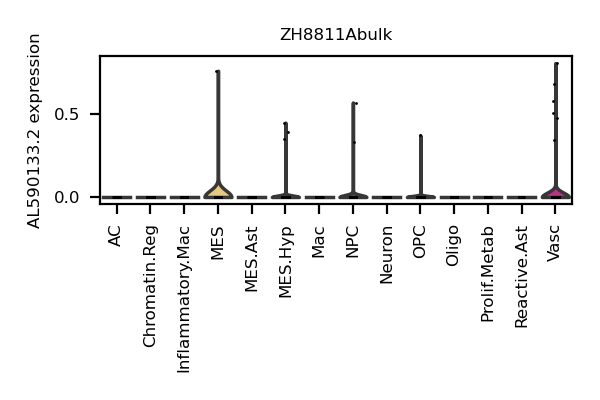 ZH8811Abulk
AL590133.2 expression
0.5
0.0
AC
Chromatin.Reg
Inflammatory.Mac
MES
MES.Ast
MES.Hyp
Mac
NPC
Neuron
OPC
Oligo
Prolif.Metab
Reactive.Ast
Vasc